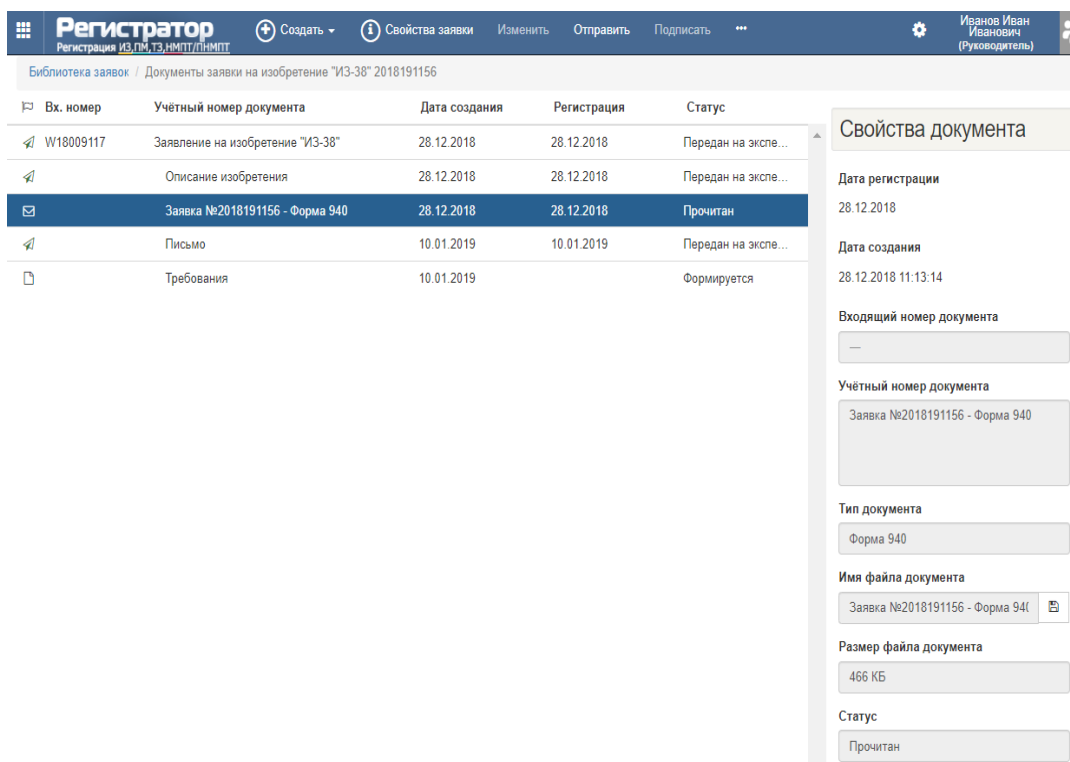 Регистратор
Регистрация ИЗ,ПМ,ТЗ,НМПТ/ПНМПТ
Создать
Свойства заявки
Изменить
Отправить
Подписать
•••
Иванов Иван
Иванович
(Руководитель)
Библиотека заявок / Документы заявки на изобретение "ИЗ-38" 2018191156
Вх. номер Учётный номер документа Дата создания Регистрация Статус
W18009117 Заявление на изобретение "ИЗ-38" 28.12.2018 28.12.2018 Передан на экспе...
Описание изобретения 28.12.2018 28.12.2018 Передан на экспе...
Заявка №2018191156 - Форма 940 28.12.2018 28.12.2018 Прочитан
Письмо 10.01.2019 10.01.2019 Передан на экспе...
Требования 10.01.2019 Формируется
Свойства документа
Дата регистрации
28.12.2018
Дата создания
28.12.2018 11:13:14
Входящий номер документа
—
Учётный номер документа
Заявка №2018191156 - Форма 940
Тип документа
Форма 940
Имя файла документа
Заявка №2018191156 - Форма 94(
Размер файла документа
466 КБ
Статус
Прочитан